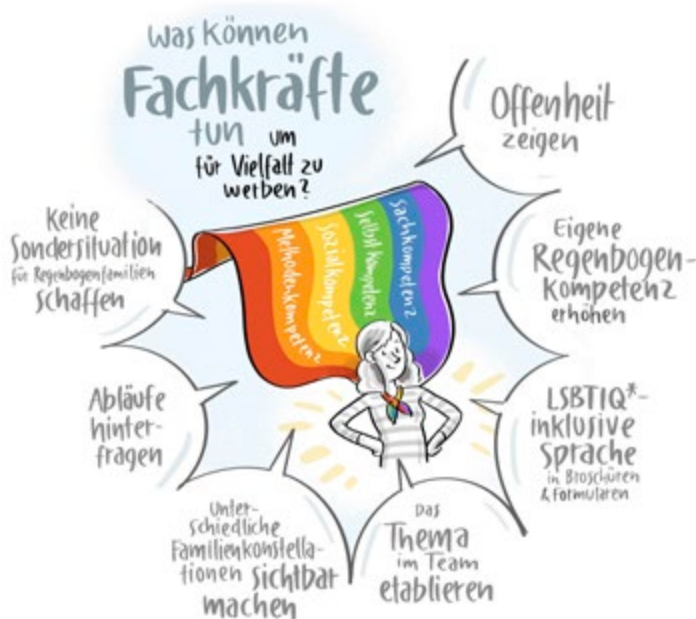 Was können
Fachkräfte
tun um
für Vielfalt zu
werben?
Offenheit
zeigen
Eigene
Regenbogen-
kompetenz
erhöhen
LSBTIQ*-
inklusive
Sprache
in Broschüren
& Formularen
Das
Thema
im Team
etablieren
Unter-
schiedliche
Familienkonstella-
tionen sichtbar
machen
Abläufe
hinter-
fragen
Keine
Sondersituation
für Regenbogenfamilien
schaffen
Methodenkompetenz
Sozialkompetenz
Selbstkompetenz
Sachkompetenz